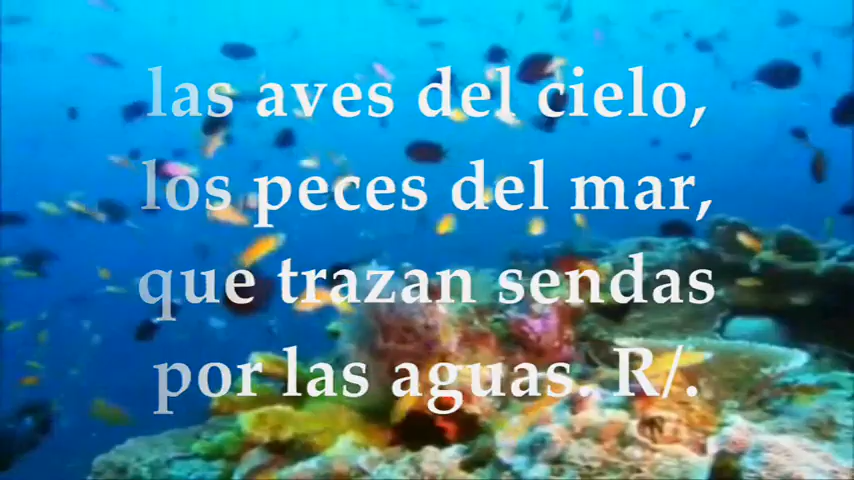 las aves del cielo,
los peces del mar,
que trazan sendas
por las aguas. R/.